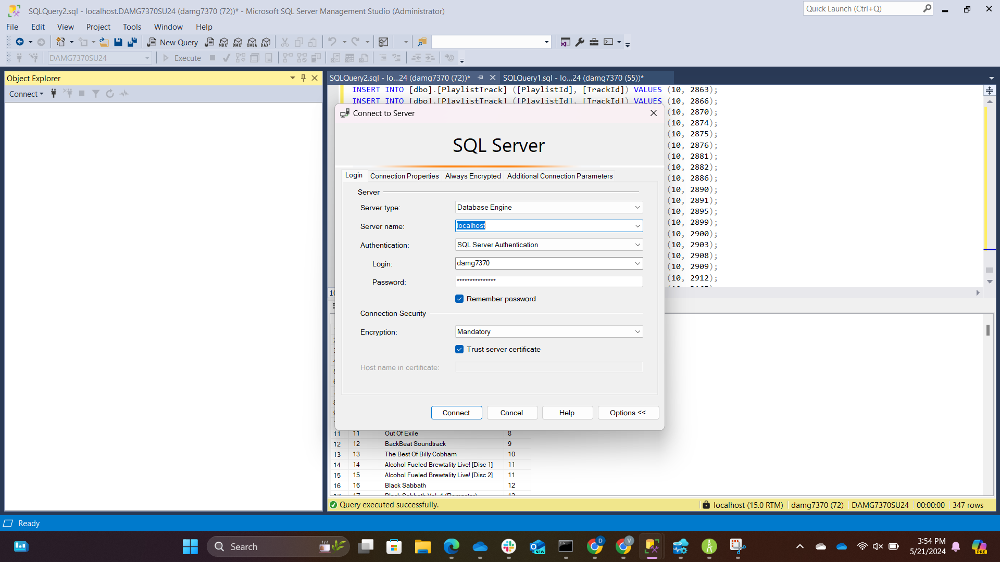 SQLQuery2.sql - localhost.DAMG7370SU24 (damg7370 (72))* - Microsoft SQL Server Management Studio (Administrator)
Quick Launch (Ctrl+Q)
File Edit View Project Tools Window Help
New Query MDX DMX XMLA DAX
DAMG7370SU24 Execute
Object Explorer
Connect
SQLQuery2.sql - lo...24 (damg7370 (72))*
SQLQuery1.sql - lo...24 (damg7370 (55))*
INSERT INTO [dbo].[PlaylistTrack] ([PlaylistId], [TrackId]) VALUES (10, 2863);
INSERT INTO [dbo].[PlaylistTrack] ([PlaylistId], [TrackId]) VALUES (10, 2866);
(10, 2870);
(10, 2874);
(10, 2875);
(10, 2876);
(10, 2881);
(10, 2882);
(10, 2886);
(10, 2890);
(10, 2891);
(10, 2895);
(10, 2899);
(10, 2900);
(10, 2903);
(10, 2908);
(10, 2909);
(10, 2912);
Connect to Server
SQL Server
Login Connection Properties Always Encrypted Additional Connection Parameters
Server
Server type: Database Engine
Server name: localhost
Authentication: SQL Server Authentication
Login: damg7370
Password: ***************
Remember password
Connection Security
Encryption: Mandatory
Trust server certificate
Host name in certificate:
Connect Cancel Help Options <<
11 11 Out Of Exile 8
12 12 BackBeat Soundtrack 9
13 13 The Best Of Billy Cobham 10
14 14 Alcohol Fueled Brewtality Live! [Disc 1] 11
15 15 Alcohol Fueled Brewtality Live! [Disc 2] 11
16 16 Black Sabbath 12
Query executed successfully.
localhost (15.0 RTM) damg7370 (72) DAMG7370SU24 00:00:00 347 rows
Ready
Search
NEW
D
V
3:54 PM
5/21/2024
PRE